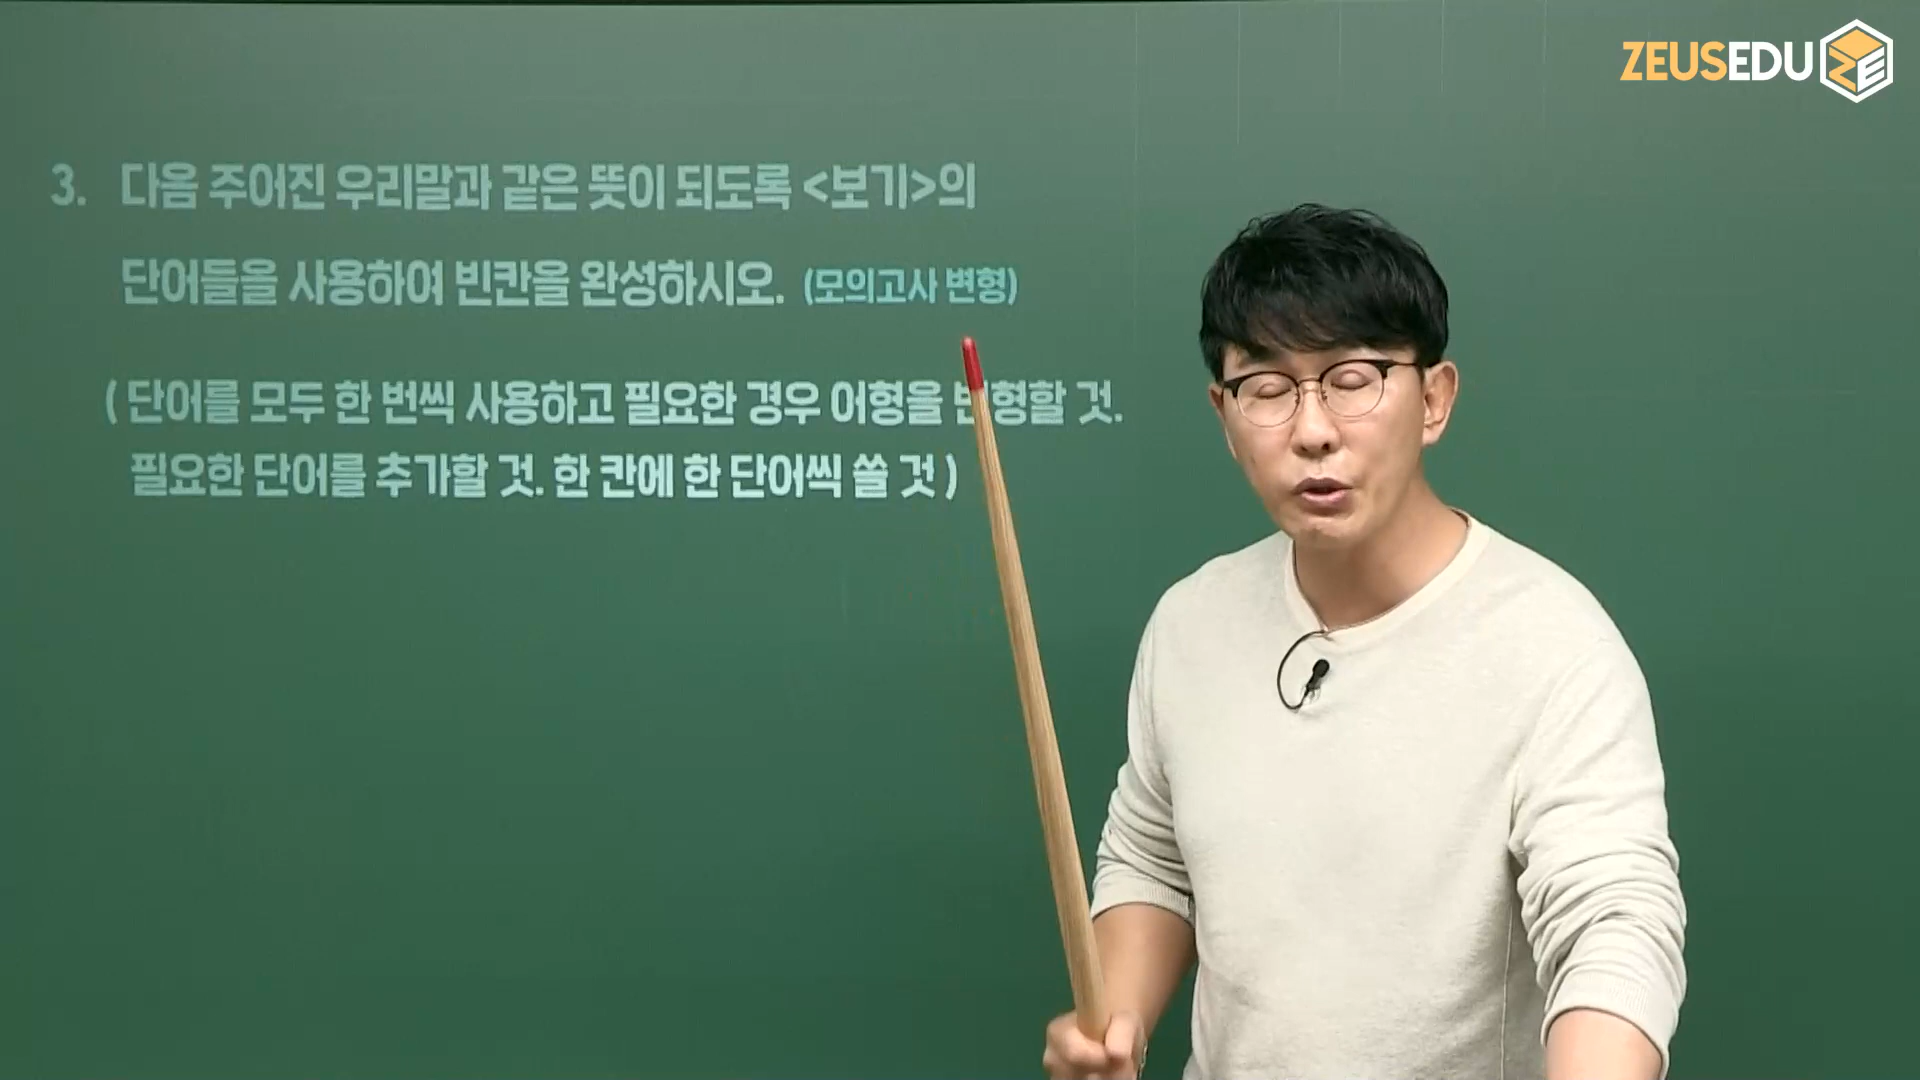 ZEUSEDU
3. 다음 주어진 우리말과 같은 뜻이 되도록 <보기>의
단어들을 사용하여 빈칸을 완성하시오. (모의고사 변형)
( 단어를 모두 한 번씩 사용하고 필요한 경우 어형을 변형할 것.
필요한 단어를 추가할 것. 한 칸에 한 단어씩 쓸 것 )